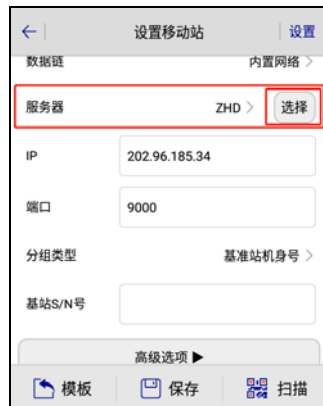 设置移动站 设置
数据链 内置网络
服务器 ZHD 选择
IP 202.96.185.34
端口 9000
分组类型 基准站机身号
基站S/N号
高级选项
模板 保存 扫描